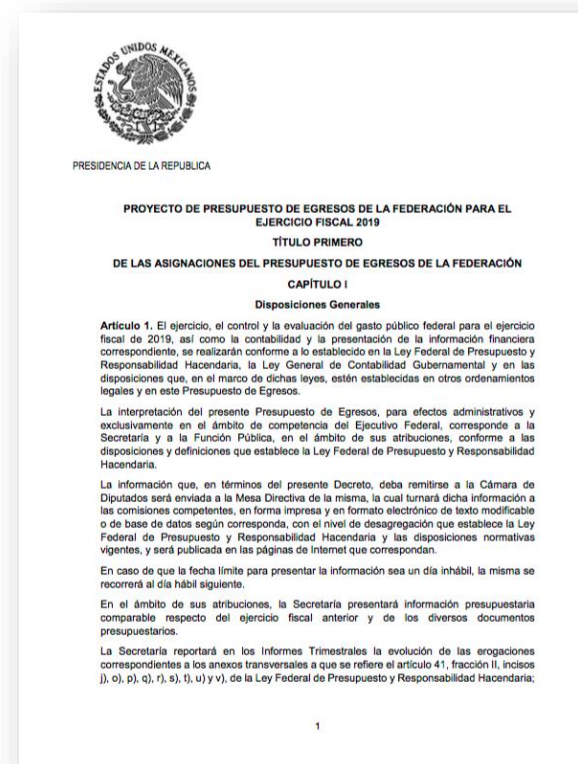 ESTADOS UNIDOS MEXICANOS
PRESIDENCIA DE LA REPUBLICA
PROYECTO DE PRESUPUESTO DE EGRESOS DE LA FEDERACIÓN PARA EL
EJERCICIO FISCAL 2019
TÍTULO PRIMERO
DE LAS ASIGNACIONES DEL PRESUPUESTO DE EGRESOS DE LA FEDERACIÓN
CAPÍTULO I
Disposiciones Generales
Artículo 1. El ejercicio, el control y la evaluación del gasto público federal para el ejercicio
fiscal de 2019, así como la contabilidad y la presentación de la información financiera
correspondiente, se realizarán conforme a lo establecido en la Ley Federal de Presupuesto y
Responsabilidad Hacendaria, la Ley General de Contabilidad Gubernamental y en las
disposiciones que, en el marco de dichas leyes, estén establecidas en otros ordenamientos
legales y en este Presupuesto de Egresos.
La interpretación del presente Presupuesto de Egresos, para efectos administrativos y
exclusivamente en el ámbito de competencia del Ejecutivo Federal, corresponde a la
Secretaría y a la Función Pública, en el ámbito de sus atribuciones, conforme a las
disposiciones y definiciones que establece la Ley Federal de Presupuesto y Responsabilidad
Hacendaria.
La información que, en términos del presente Decreto, deba remitirse a la Cámara de
Diputados será enviada a la Mesa Directiva de la misma, la cual turnará dicha información a
las comisiones competentes, en forma impresa y en formato electrónico de texto modificable
o de base de datos según corresponda, con el nivel de desagregación que establece la Ley
Federal de Presupuesto y Responsabilidad Hacendaria y las disposiciones normativas
vigentes, y será publicada en las páginas de Internet que correspondan.
En caso de que la fecha límite para presentar la información sea un día inhábil, la misma se
recorrerá al día hábil siguiente.
En el ámbito de sus atribuciones, la Secretaría presentará información presupuestaria
comparable respecto del ejercicio fiscal anterior y de los diversos documentos
presupuestarios.
La Secretaría reportará en los Informes Trimestrales la evolución de las erogaciones
correspondientes a los anexos transversales a que se refiere el artículo 41, fracción II, incisos
j), o), p), q), r), s), t), u) y v), de la Ley Federal de Presupuesto y Responsabilidad Hacendaria;
1